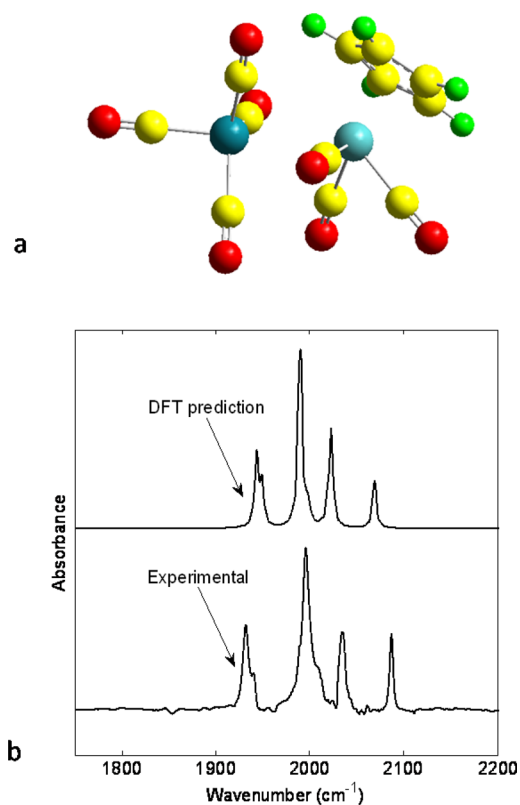 a
DFT prediction
Experimental
Absorbance
b
1800 1900 2000 2100 2200
Wavenumber (cm⁻¹)